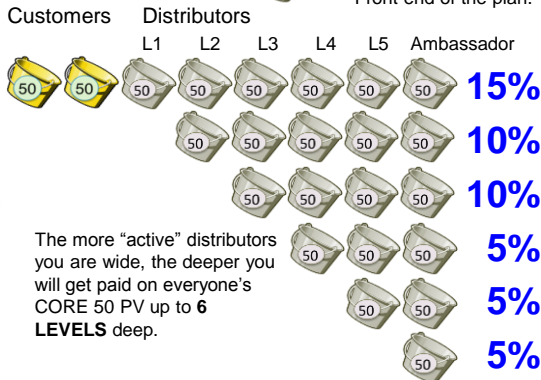 Front end of the plan.
Customers Distributors
L1 L2 L3 L4 L5 Ambassador
50 50 50 50 50 50 50 50 15%
50 50 50 50 50 10%
50 50 50 50 10%
50 50 50 5%
50 50 5%
50 5%
The more “active” distributors
you are wide, the deeper you
will get paid on everyone’s
CORE 50 PV up to 6
LEVELS deep.